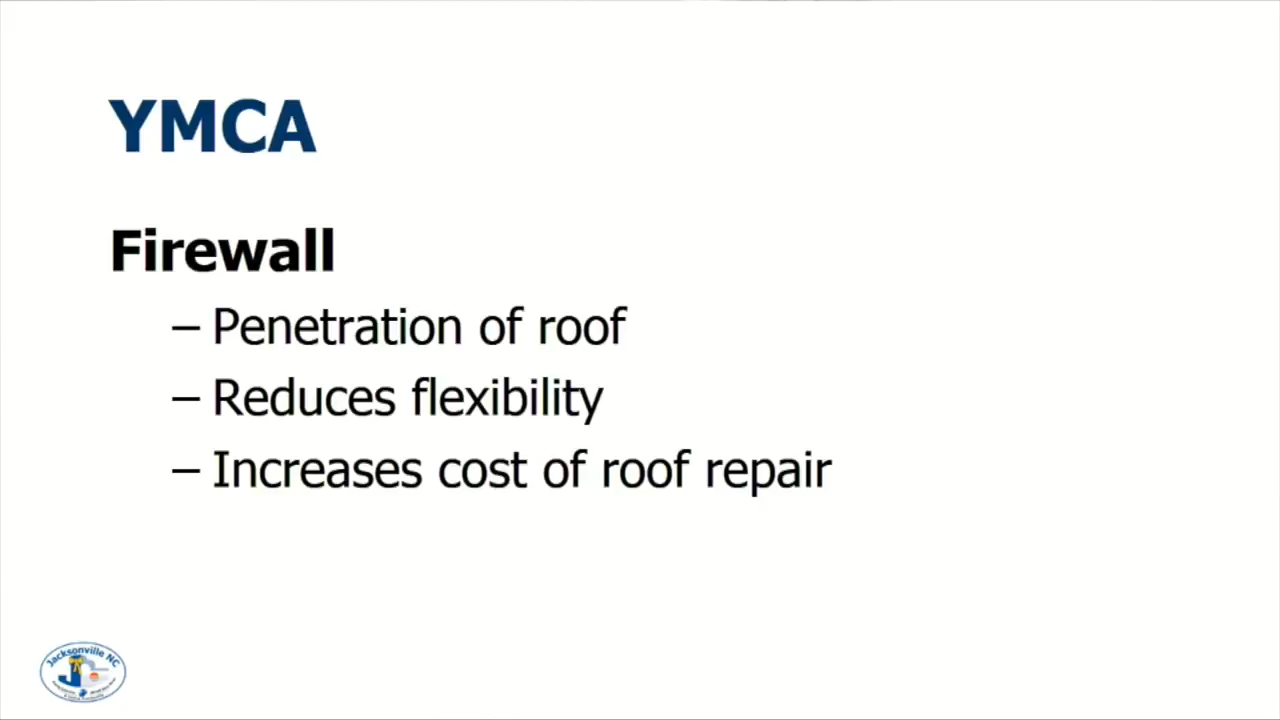 YMCA
Firewall
– Penetration of roof
– Reduces flexibility
– Increases cost of roof repair
Jacksonville NC